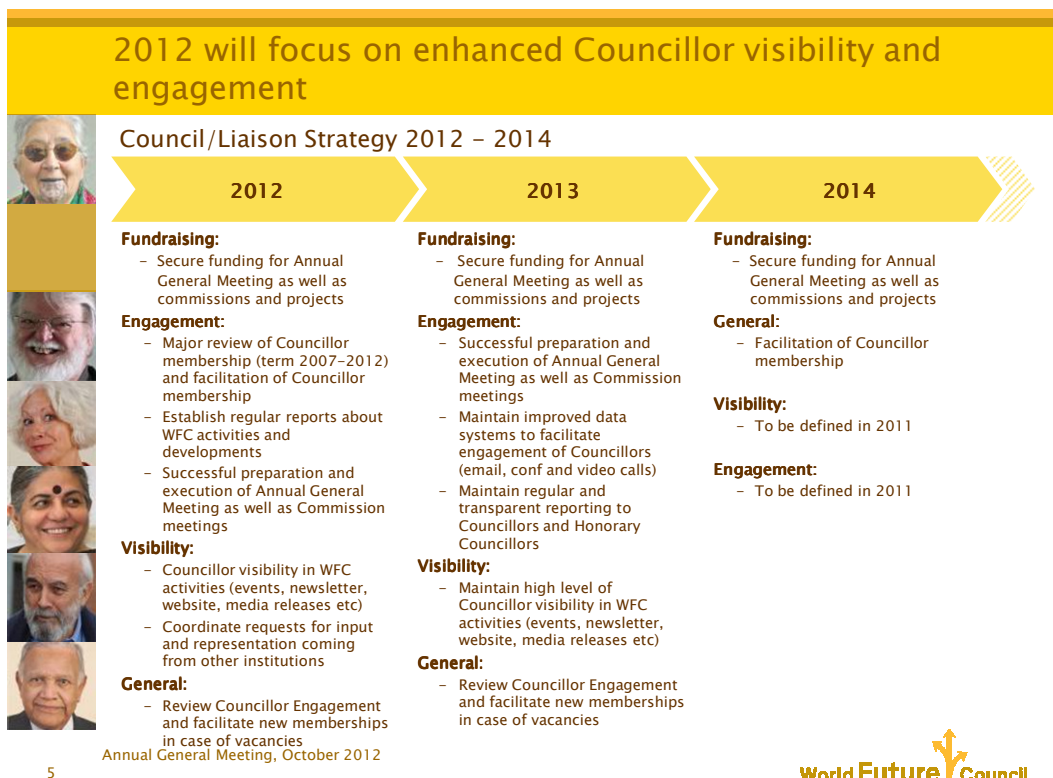 2012 will focus on enhanced Councillor visibility and
engagement
Council/Liaison Strategy 2012 – 2014
2012
2013
2014
Fundraising:
– Secure funding for Annual
General Meeting as well as
commissions and projects
Engagement:
– Major review of Councillor
membership (term 2007-2012)
and facilitation of Councillor
membership
– Establish regular reports about
WFC activities and
developments
– Successful preparation and
execution of Annual General
Meeting as well as Commission
meetings
Visibility:
– Councillor visibility in WFC
activities (events, newsletter,
website, media releases etc)
– Coordinate requests for input
and representation coming
from other institutions
General:
– Review Councillor Engagement
and facilitate new memberships
in case of vacancies
Fundraising:
– Secure funding for Annual
General Meeting as well as
commissions and projects
Engagement:
– Successful preparation and
execution of Annual General
Meeting as well as Commission
meetings
– Maintain improved data
systems to facilitate
engagement of Councillors
(email, conf and video calls)
– Maintain regular and
transparent reporting to
Councillors and Honorary
Councillors
Visibility:
– Maintain high level of
Councillor visibility in WFC
activities (events, newsletter,
website, media releases etc)
General:
– Review Councillor Engagement
and facilitate new memberships
in case of vacancies
Fundraising:
– Secure funding for Annual
General Meeting as well as
commissions and projects
General:
– Facilitation of Councillor
membership
Visibility:
– To be defined in 2011
Engagement:
– To be defined in 2011
Annual General Meeting, October 2012
5
World Future Council